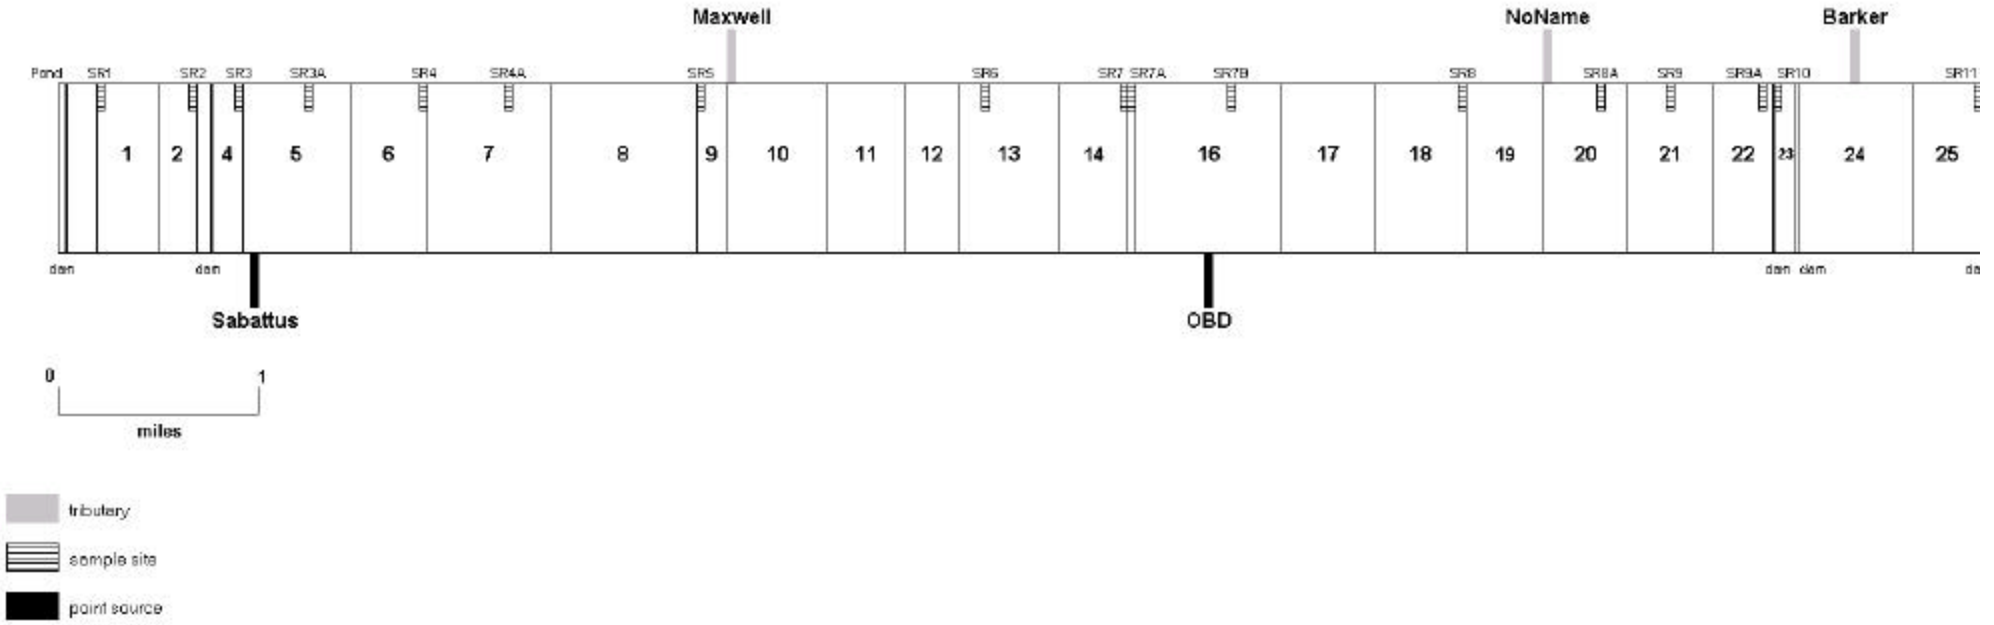 Maxwell NoName Barker
Pond SR1 SR2 SR3 SR3A SR4 SR4A SR5 SR6 SR7 SR7A SR7B SR8 SR8A SR9 SR9A SR10 SR11
1 2 4 5 6 7 8 9 10 11 12 13 14 16 17 18 19 20 21 22 23 24 25
dam dam dam dam da
Sabattus OBD
0 1
miles
tributary
sample site
point source